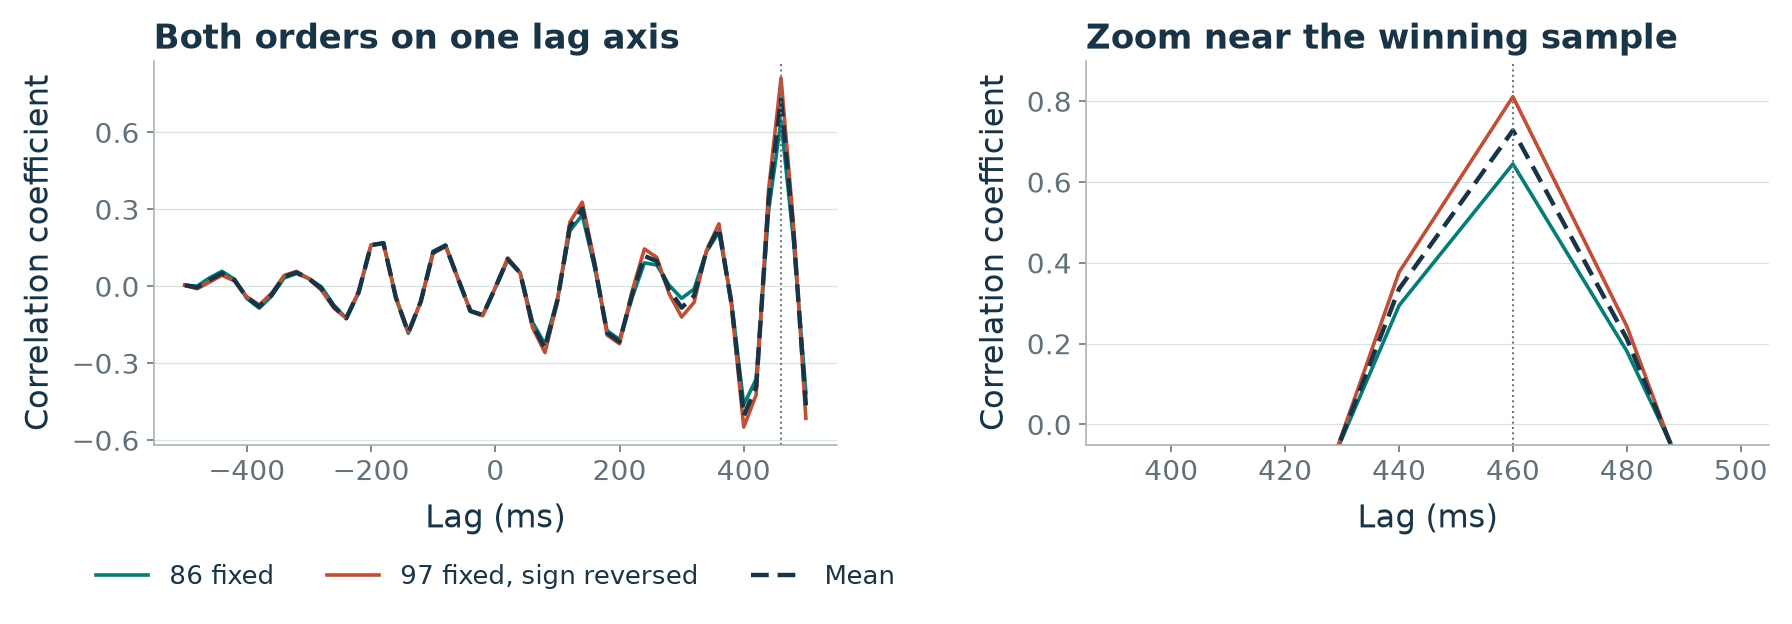 Both orders on one lag axis
Correlation coefficient
0.6
0.3
0.0
−0.3
−0.6
−400
−200
0
200
400
Lag (ms)
Zoom near the winning sample
Correlation coefficient
0.8
0.6
0.4
0.2
0.0
400
420
440
460
480
500
Lag (ms)
86 fixed
97 fixed, sign reversed
Mean